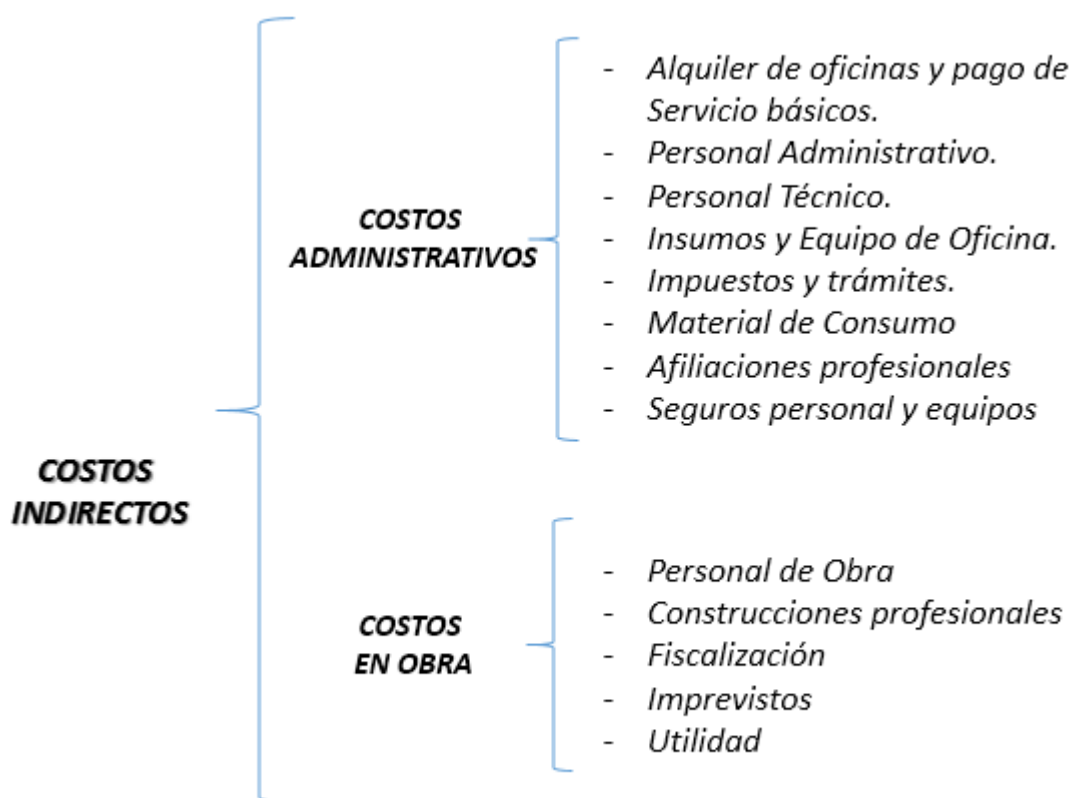 COSTOS
INDIRECTOS
COSTOS
ADMINISTRATIVOS
- Alquiler de oficinas y pago de
Servicio básicos.
- Personal Administrativo.
- Personal Técnico.
- Insumos y Equipo de Oficina.
- Impuestos y trámites.
- Material de Consumo
- Afiliaciones profesionales
- Seguros personal y equipos
COSTOS
EN OBRA
- Personal de Obra
- Construcciones profesionales
- Fiscalización
- Imprevistos
- Utilidad